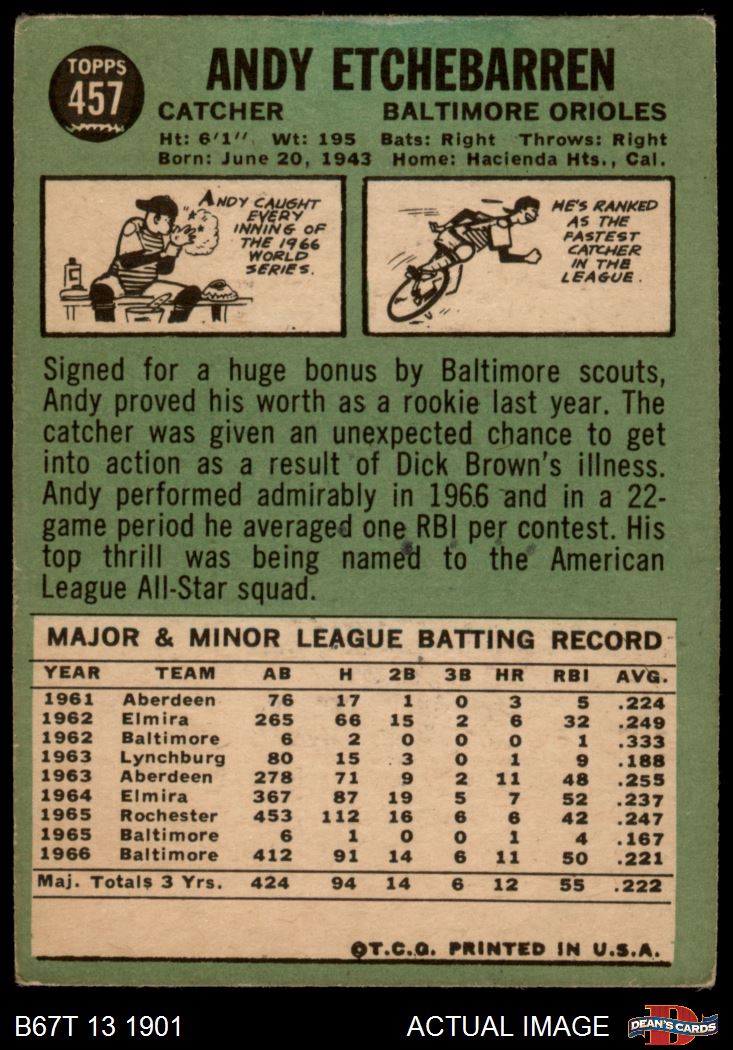 TOPPS
457
ANDY ETCHEBARREN
CATCHER BALTIMORE ORIOLES
Ht: 6'1" Wt: 195 Bats: Right Throws: Right
Born: June 20, 1943 Home: Hacienda Hts., Cal.
ANDY CAUGHT
EVERY
INNING OF
THE 1966
WORLD
SERIES.
HE'S RANKED
AS THE
FASTEST
CATCHER
IN THE
LEAGUE.
Signed for a huge bonus by Baltimore scouts,
Andy proved his worth as a rookie last year. The
catcher was given an unexpected chance to get
into action as a result of Dick Brown's illness.
Andy performed admirably in 1966 and in a 22-
game period he averaged one RBI per contest. His
top thrill was being named to the American
League All-Star squad.
MAJOR & MINOR LEAGUE BATTING RECORD
YEAR TEAM AB H 2B 3B HR RBI AVG.
1961 Aberdeen 76 17 1 0 3 5 .224
1962 Elmira 265 66 15 2 6 32 .249
1962 Baltimore 6 2 0 0 0 1 .333
1963 Lynchburg 80 15 3 0 1 9 .188
1963 Aberdeen 278 71 9 2 11 48 .255
1964 Elmira 367 87 19 5 7 52 .237
1965 Rochester 453 112 16 6 6 42 .247
1965 Baltimore 6 1 0 0 1 4 .167
1966 Baltimore 412 91 14 6 11 50 .221
Maj. Totals 3 Yrs. 424 94 14 6 12 55 .222
©T.C.G. PRINTED IN U.S.A.
B67T 13 1901 ACTUAL IMAGE D DEAN'S CARDS